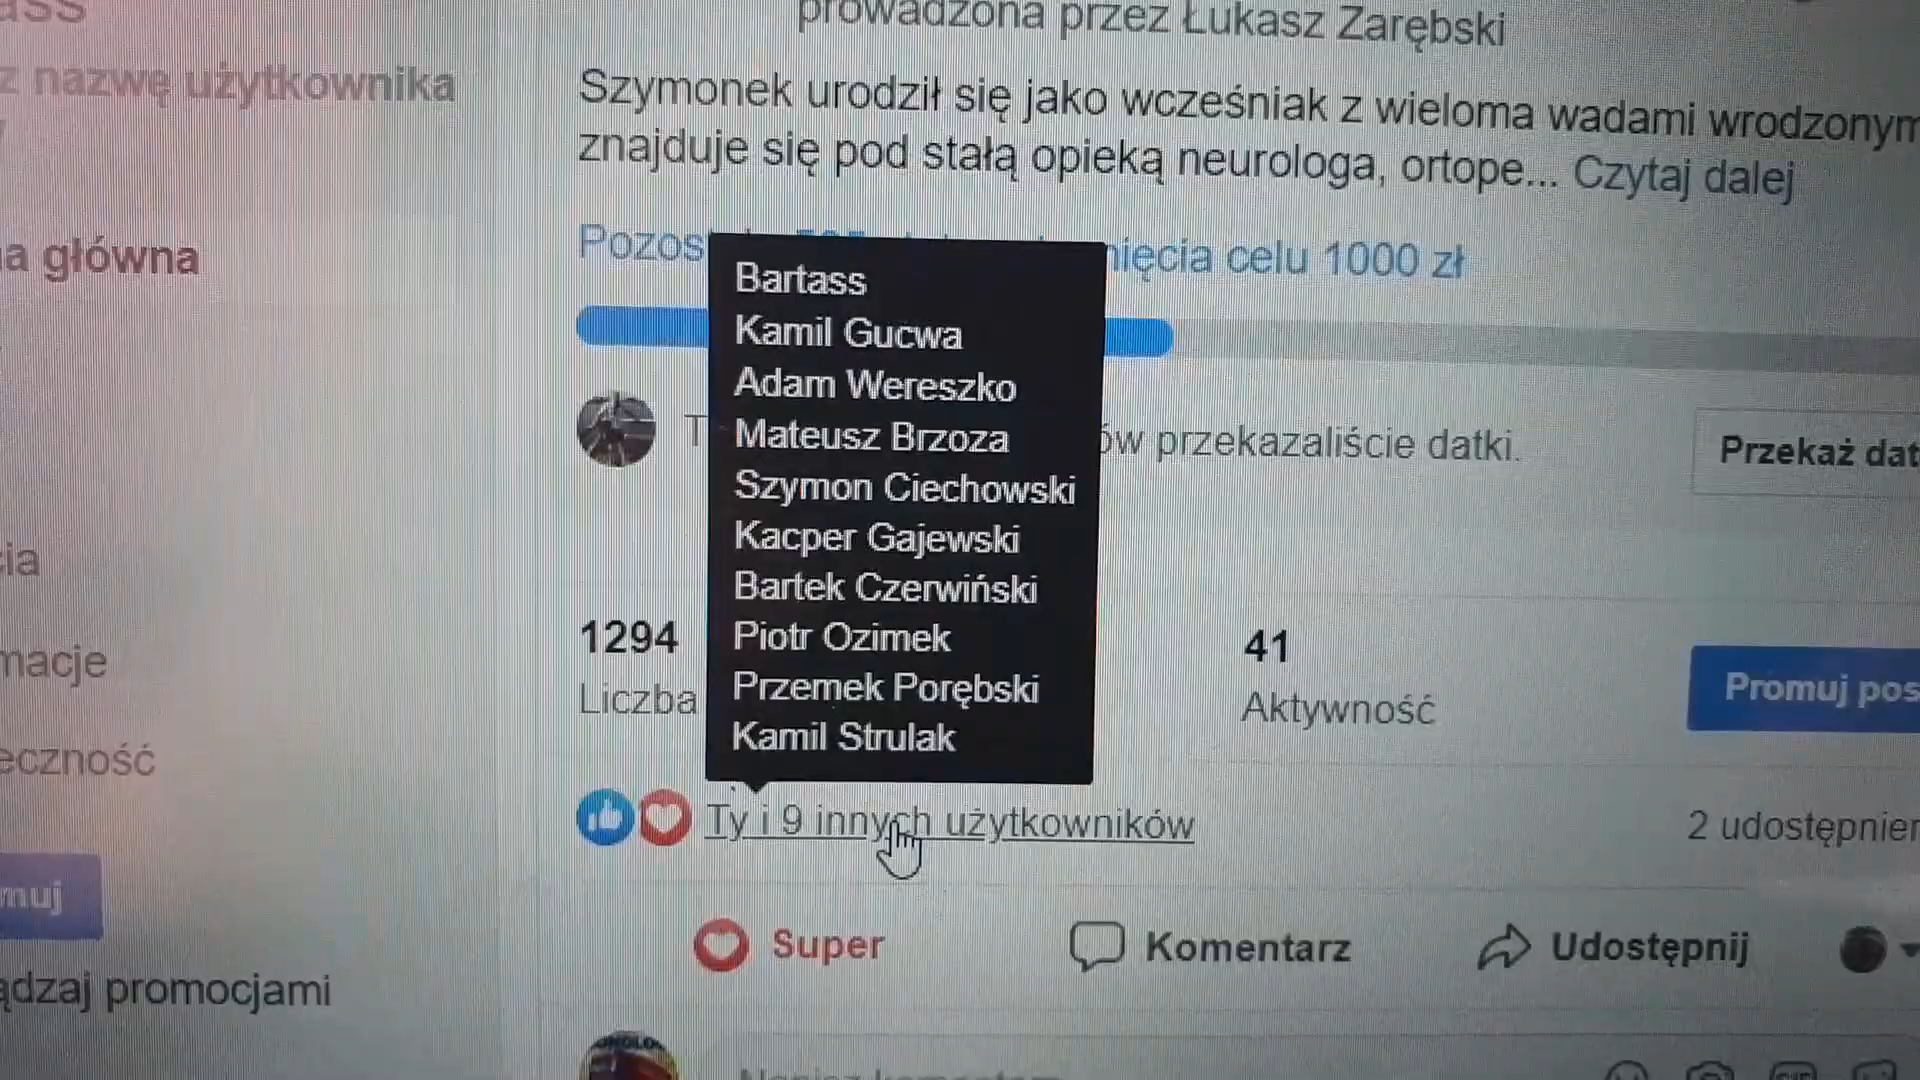 prowadzona przez Łukasz Zarębski
z nazwę użytkownika
Szymonek urodził się jako wcześniak z wieloma wadami wrodzonym
znajduje się pod stałą opieką neurologa, ortope... Czytaj dalej
a główna
Pozos
nięcia celu 1000 zł
Bartass
Kamil Gucwa
Adam Wereszko
Mateusz Brzoza
Szymon Ciechowski
Kacper Gajewski
Bartek Czerwiński
Piotr Ozimek
Przemek Porębski
Kamil Strulak
T
ów przekazaliście datki.
Przekaż dat
cia
1294
Liczba
41
Aktywność
Promuj pos
macje
eczność
Ty i 9 innych użytkowników
2 udostępnien
muj
Super
Komentarz
Udostępnij
ądzaj promocjami